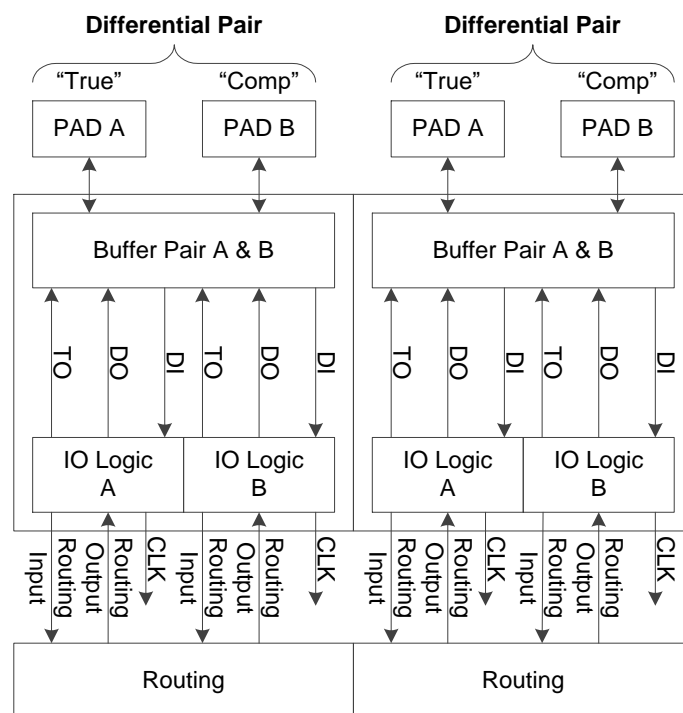 Differential Pair
Differential Pair
“True”
“Comp”
“True”
“Comp”
PAD A
PAD B
PAD A
PAD B
Buffer Pair A & B
Buffer Pair A & B
TO
DO
DI
TO
DO
DI
TO
DO
DI
TO
DO
DI
IO Logic
A
IO Logic
B
IO Logic
A
IO Logic
B
Routing
Input
Routing
Output
CLK
Routing
Input
Routing
Output
CLK
Routing
Input
Routing
Output
CLK
Routing
Input
Routing
Output
CLK
Routing
Routing